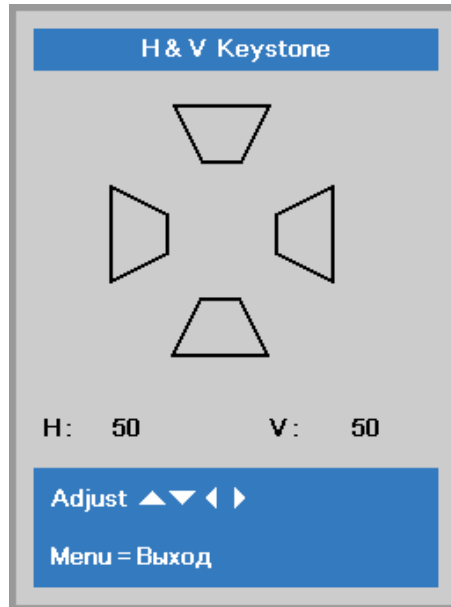 H & V Keystone
H: 50 V: 50
Adjust ▲▼◀▶
Menu = Выход